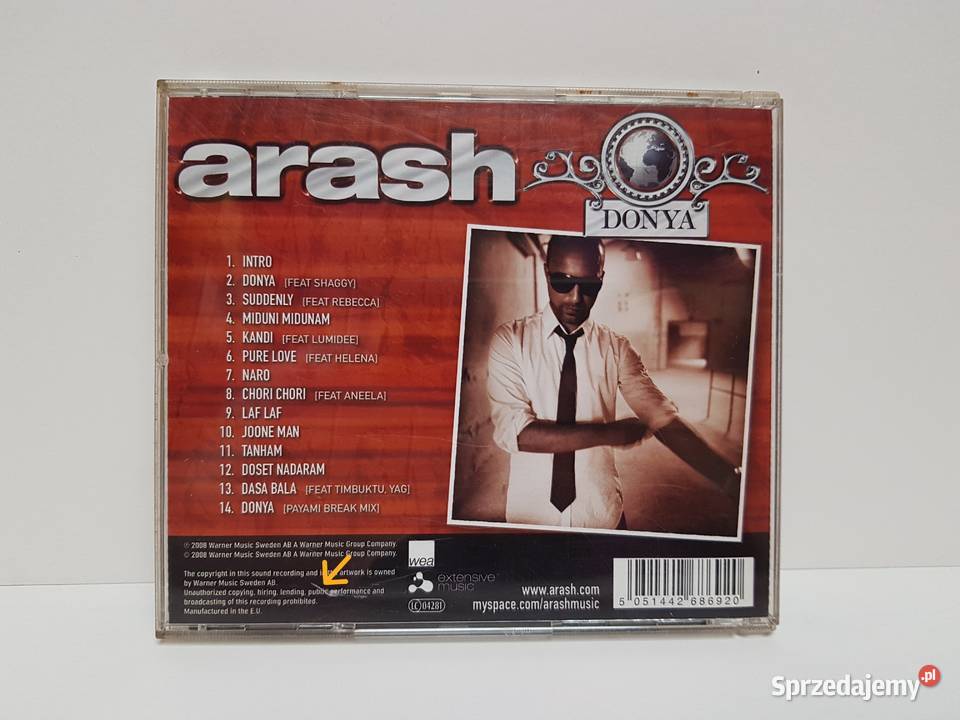 arash
DONYA
1. INTRO
2. DONYA [FEAT SHAGGY]
3. SUDDENLY [FEAT REBECCA]
4. MIDUNI MIDUNAM
5. KANDI [FEAT LUMIDEE]
6. PURE LOVE [FEAT HELENA]
7. NARO
8. CHORI CHORI [FEAT ANEELA]
9. LAF LAF
10. JOONE MAN
11. TANHAM
12. DOSET NADARAM
13. DASA BALA [FEAT TIMBUKTU, YAG]
14. DONYA [PAYAMI BREAK MIX]
℗ 2008 Warner Music Sweden AB A Warner Music Group Company.
© 2008 Warner Music Sweden AB A Warner Music Group Company.
The copyright in this sound recording and artwork is owned
by Warner Music Sweden AB.
Unauthorized copying, hiring, lending, public performance and
broadcasting of this recording prohibited.
Manufactured in the E.U.
wea
extensive
music
LC 04281
www.arash.com
myspace.com/arashmusic
5 051442 686920
Sprzedajemy.pl